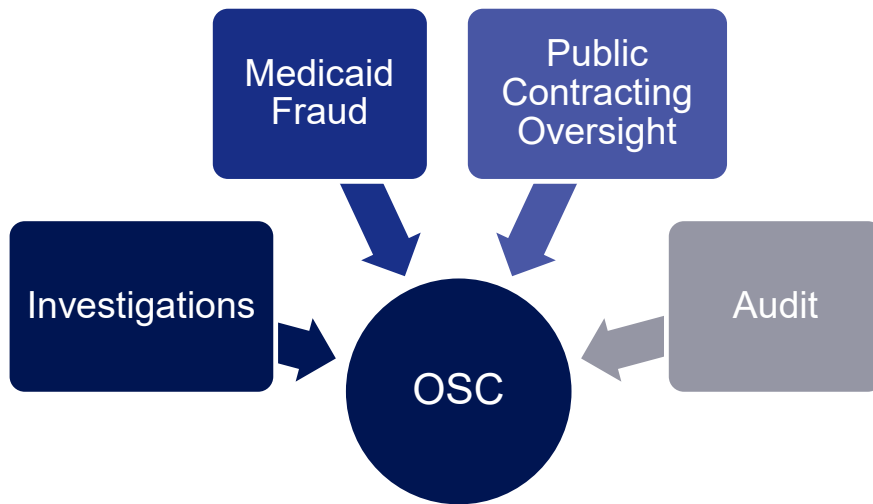 Medicaid
Fraud
Public
Contracting
Oversight
Investigations
Audit
OSC